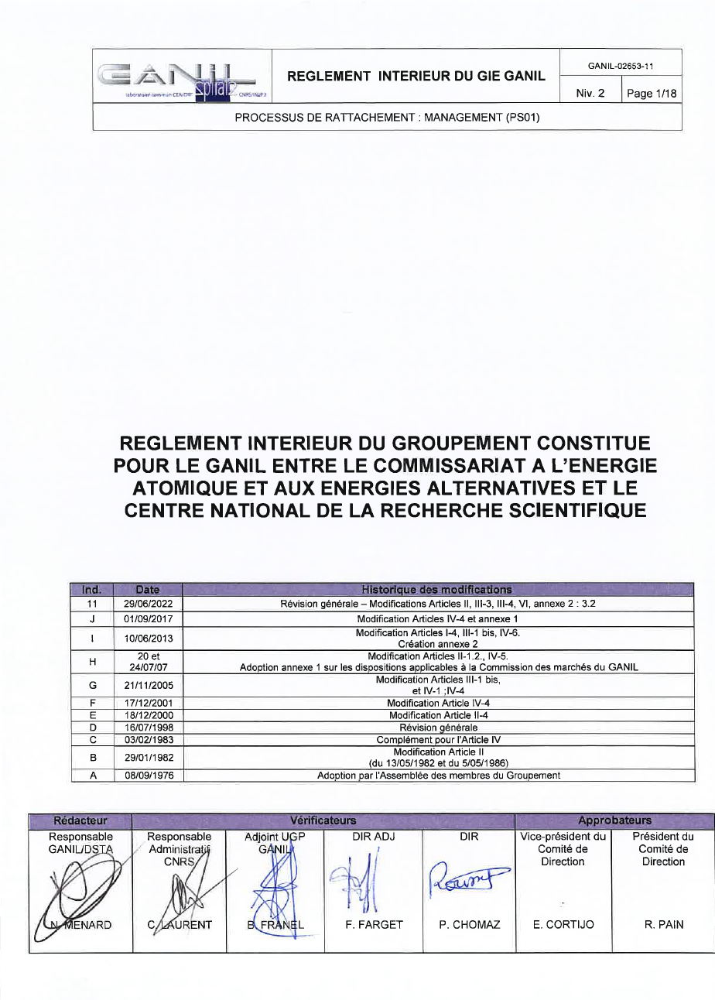 GANIL
spiral2
laboratoire commun CEA/DRF CNRS/IN2P3
REGLEMENT INTERIEUR DU GIE GANIL
GANIL-02653-11
Niv. 2 Page 1/18
PROCESSUS DE RATTACHEMENT : MANAGEMENT (PS01)
REGLEMENT INTERIEUR DU GROUPEMENT CONSTITUE
POUR LE GANIL ENTRE LE COMMISSARIAT A L'ENERGIE
ATOMIQUE ET AUX ENERGIES ALTERNATIVES ET LE
CENTRE NATIONAL DE LA RECHERCHE SCIENTIFIQUE
Ind. Date Historique des modifications
11 29/06/2022 Révision générale – Modifications Articles II, III-3, III-4, VI, annexe 2 : 3.2
J 01/09/2017 Modification Articles IV-4 et annexe 1
I 10/06/2013 Modification Articles I-4, III-1 bis, IV-6.
Création annexe 2
H 20 et 24/07/07 Modification Articles II-1.2., IV-5.
Adoption annexe 1 sur les dispositions applicables à la Commission des marchés du GANIL
G 21/11/2005 Modification Articles III-1 bis,
et IV-1 ;IV-4
F 17/12/2001 Modification Article IV-4
E 18/12/2000 Modification Article II-4
D 16/07/1998 Révision générale
C 03/02/1983 Complément pour l'Article IV
B 29/01/1982 Modification Article II
(du 13/05/1982 et du 5/05/1986)
A 08/09/1976 Adoption par l'Assemblée des membres du Groupement
Rédacteur Vérificateurs Approbateurs
Responsable Responsable Adjoint UGP DIR ADJ DIR Vice-président du Président du
GANIL/DSTA Administratif GANIL Comité de Comité de
CNRS Direction Direction
N. MENARD C. LAURENT B. FRANEL F. FARGET P. CHOMAZ E. CORTIJO R. PAIN